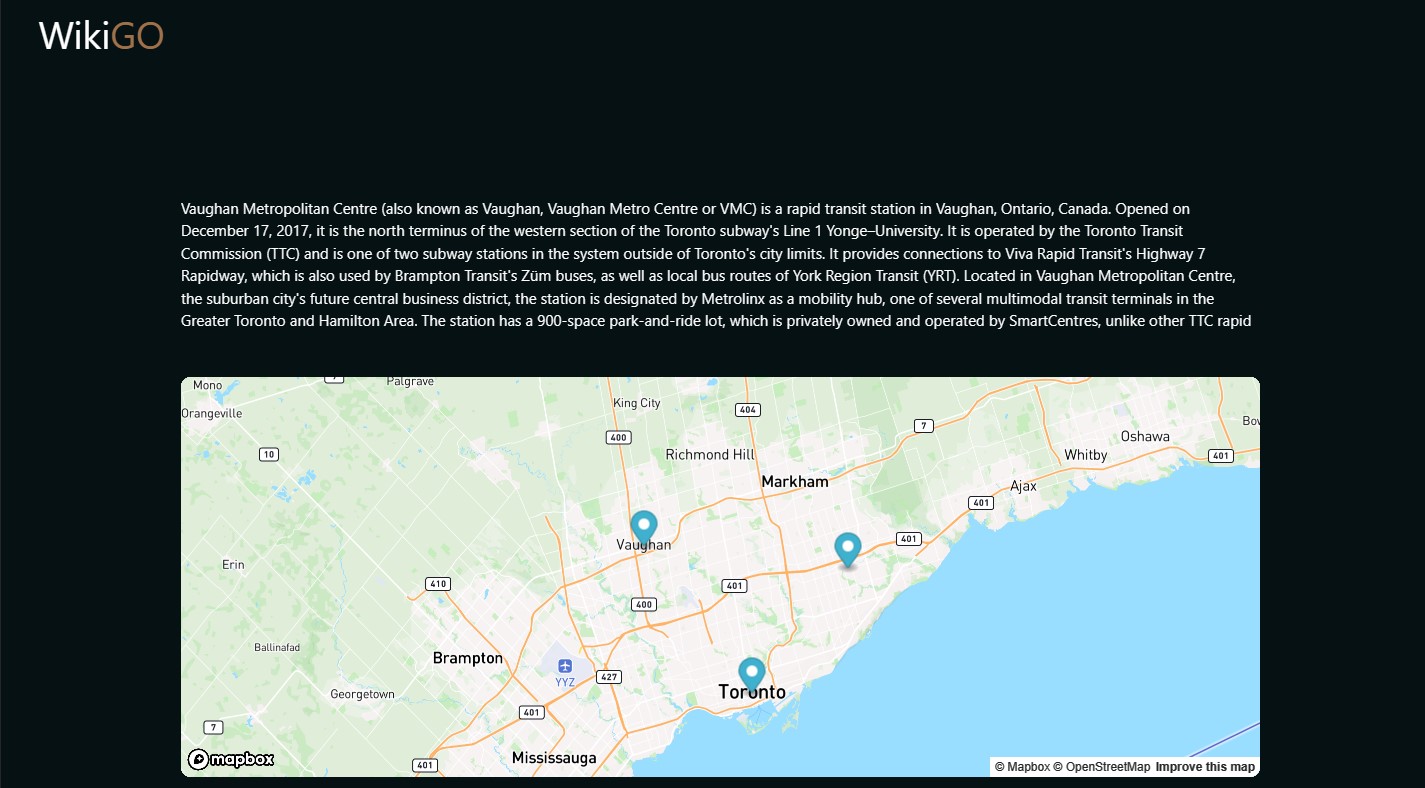 WikiGO
Vaughan Metropolitan Centre (also known as Vaughan, Vaughan Metro Centre or VMC) is a rapid transit station in Vaughan, Ontario, Canada. Opened on
December 17, 2017, it is the north terminus of the western section of the Toronto subway's Line 1 Yonge–University. It is operated by the Toronto Transit
Commission (TTC) and is one of two subway stations in the system outside of Toronto's city limits. It provides connections to Viva Rapid Transit's Highway 7
Rapidway, which is also used by Brampton Transit's Züm buses, as well as local bus routes of York Region Transit (YRT). Located in Vaughan Metropolitan Centre,
the suburban city's future central business district, the station is designated by Metrolinx as a mobility hub, one of several multimodal transit terminals in the
Greater Toronto and Hamilton Area. The station has a 900-space park-and-ride lot, which is privately owned and operated by SmartCentres, unlike other TTC rapid
Mono
Palgrave
Orangeville
King City
404
7
Bow
400
Oshawa
10
Richmond Hill
Whitby
401
Markham
Ajax
401
Vaughan
401
Erin
410
401
400
Ballinafad
Brampton
YYZ
427
Georgetown
Toronto
401
7
Mississauga
401
mapbox
© Mapbox © OpenStreetMap Improve this map